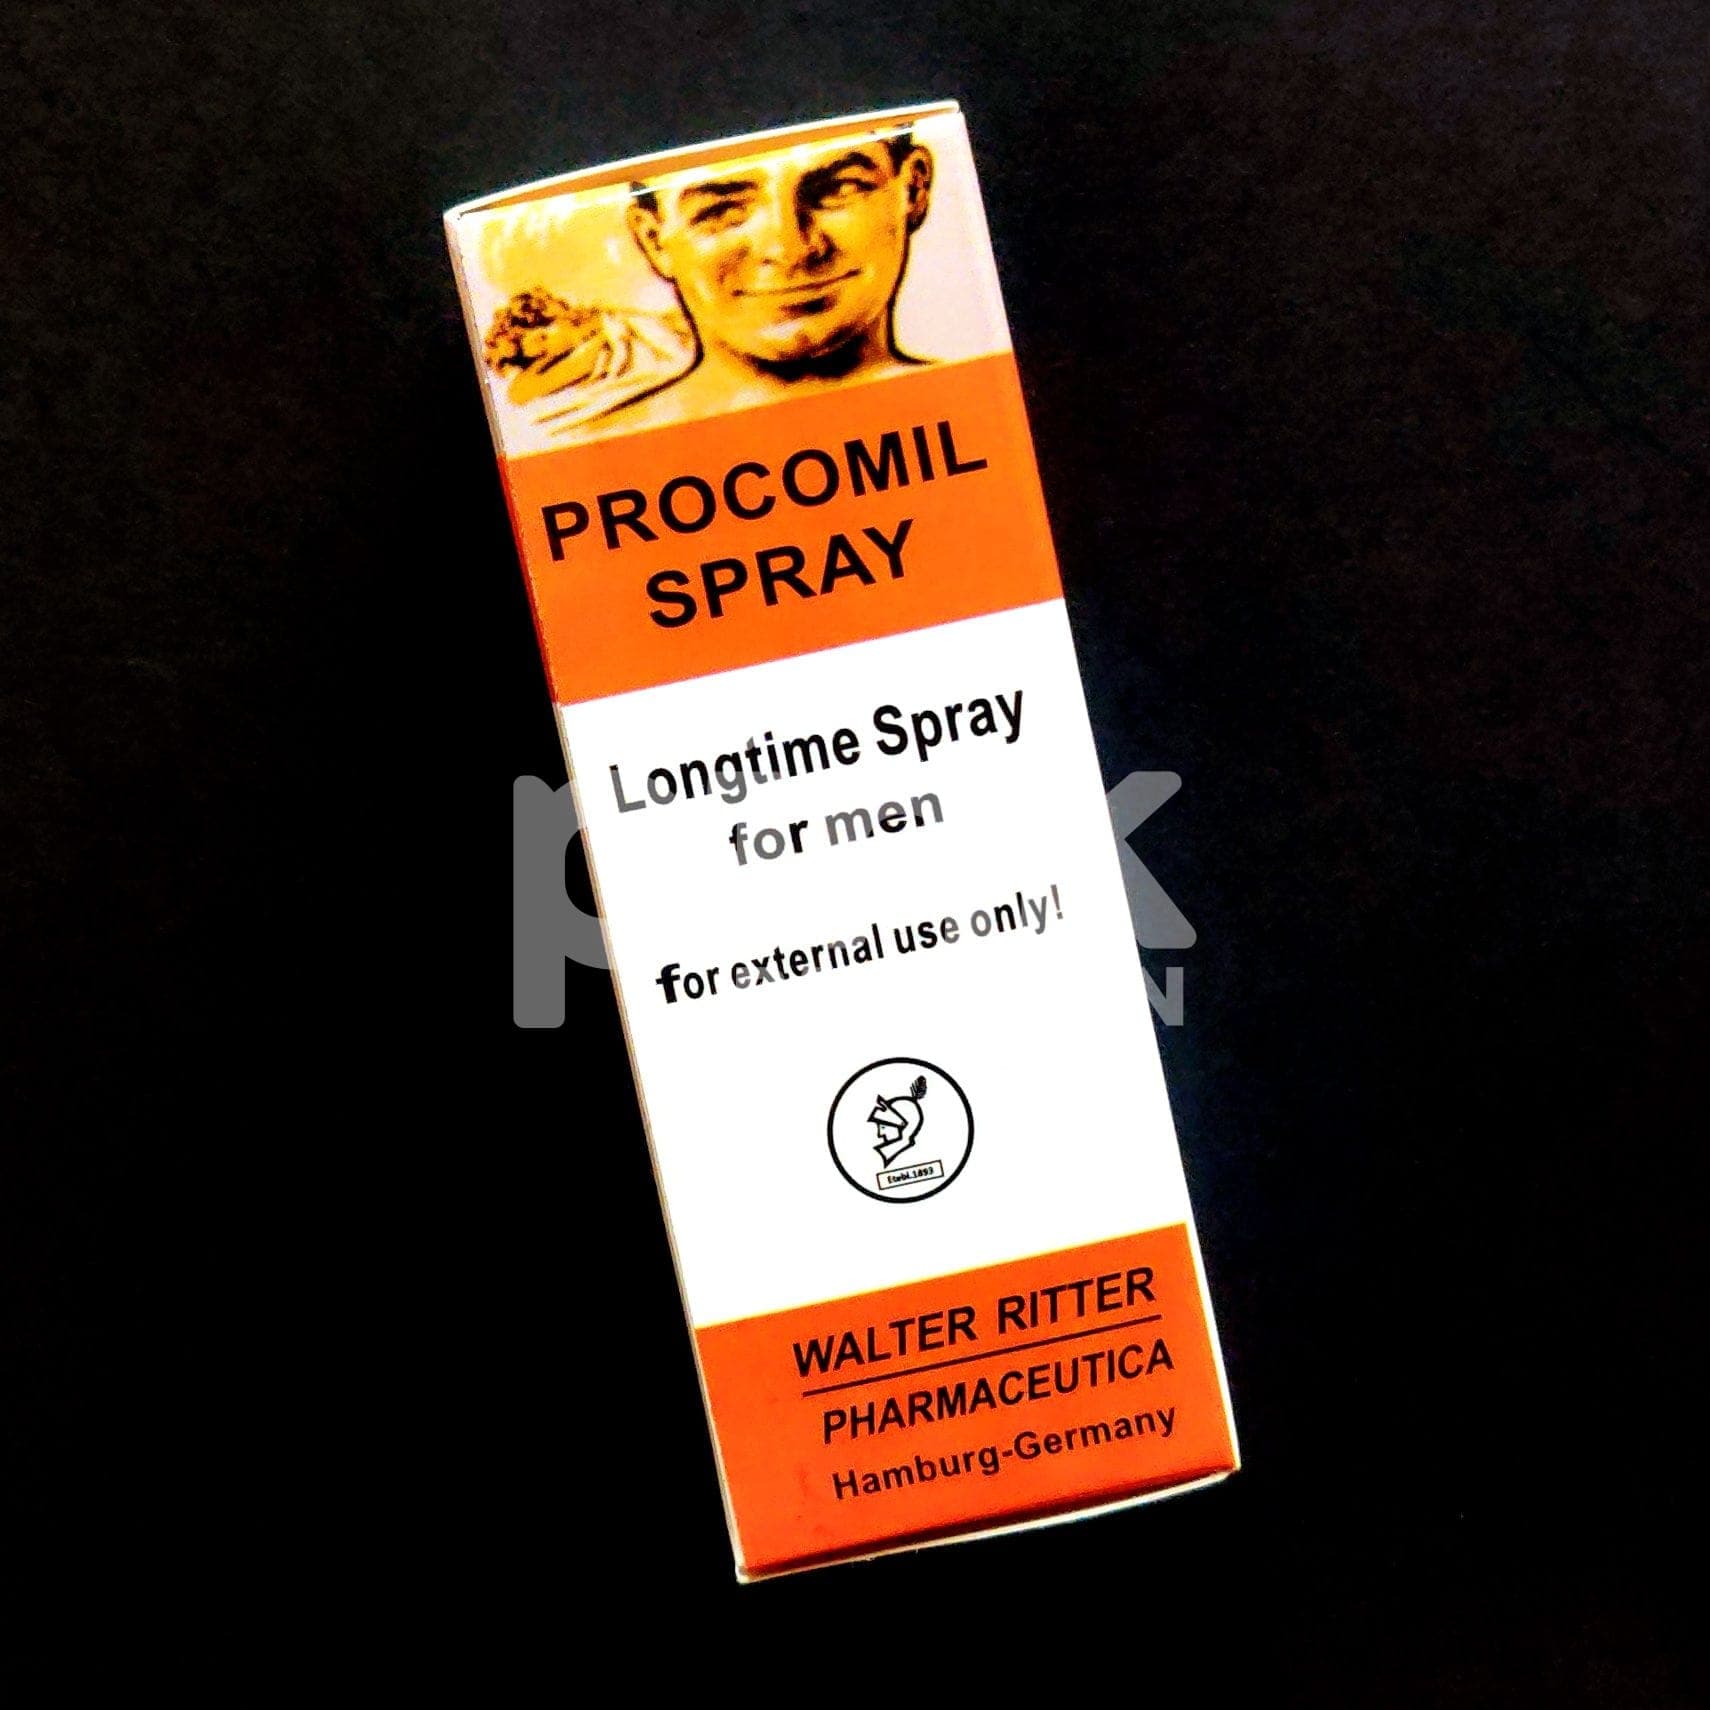 PROCOMIL
SPRAY
Longtime Spray
for men
for external use only!
WALTER RITTER
PHARMACEUTICA
Hamburg-Germany